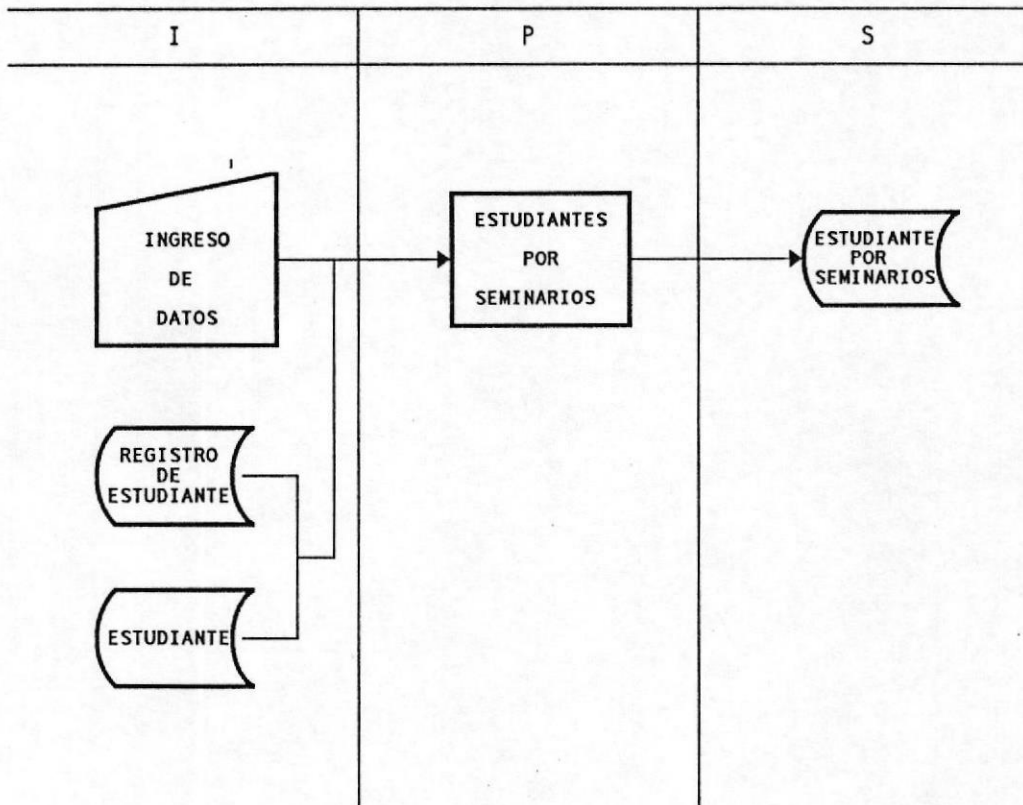 I
P
S
INGRESO
DE
DATOS
ESTUDIANTES
POR
SEMINARIOS
ESTUDIANTE
POR
SEMINARIOS
REGISTRO
DE
ESTUDIANTE
ESTUDIANTE